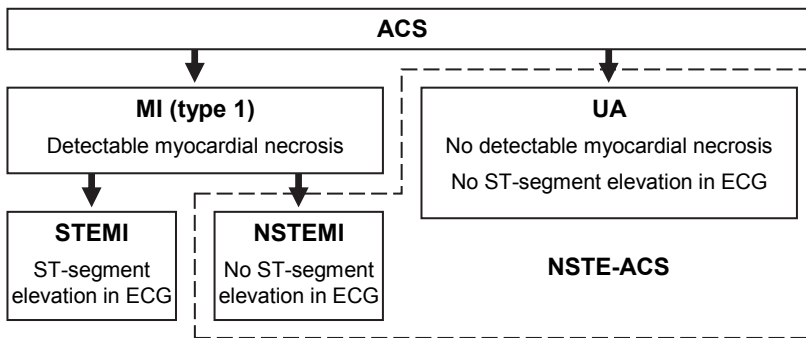 ACS
MI (type 1)
Detectable myocardial necrosis
UA
No detectable myocardial necrosis
No ST-segment elevation in ECG
STEMI
ST-segment
elevation in ECG
NSTEMI
No ST-segment
elevation in ECG
NSTE-ACS